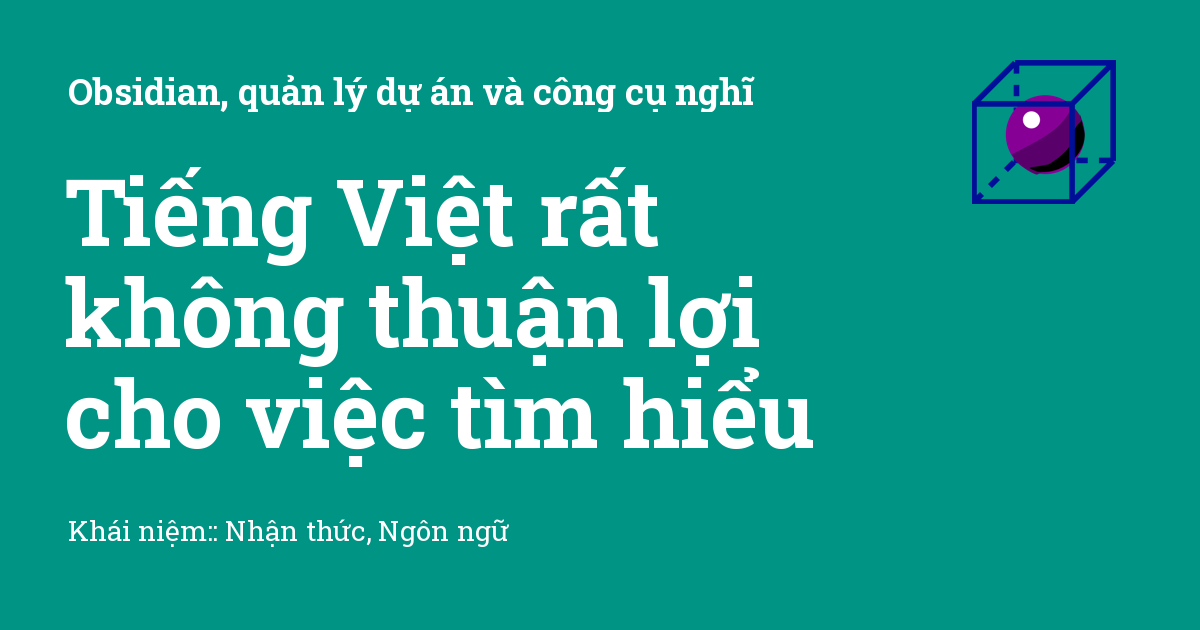 Obsidian, quản lý dự án và công cụ nghĩ
Tiếng Việt rất
không thuận lợi
cho việc tìm hiểu
Khái niệm:: Nhận thức, Ngôn ngữ